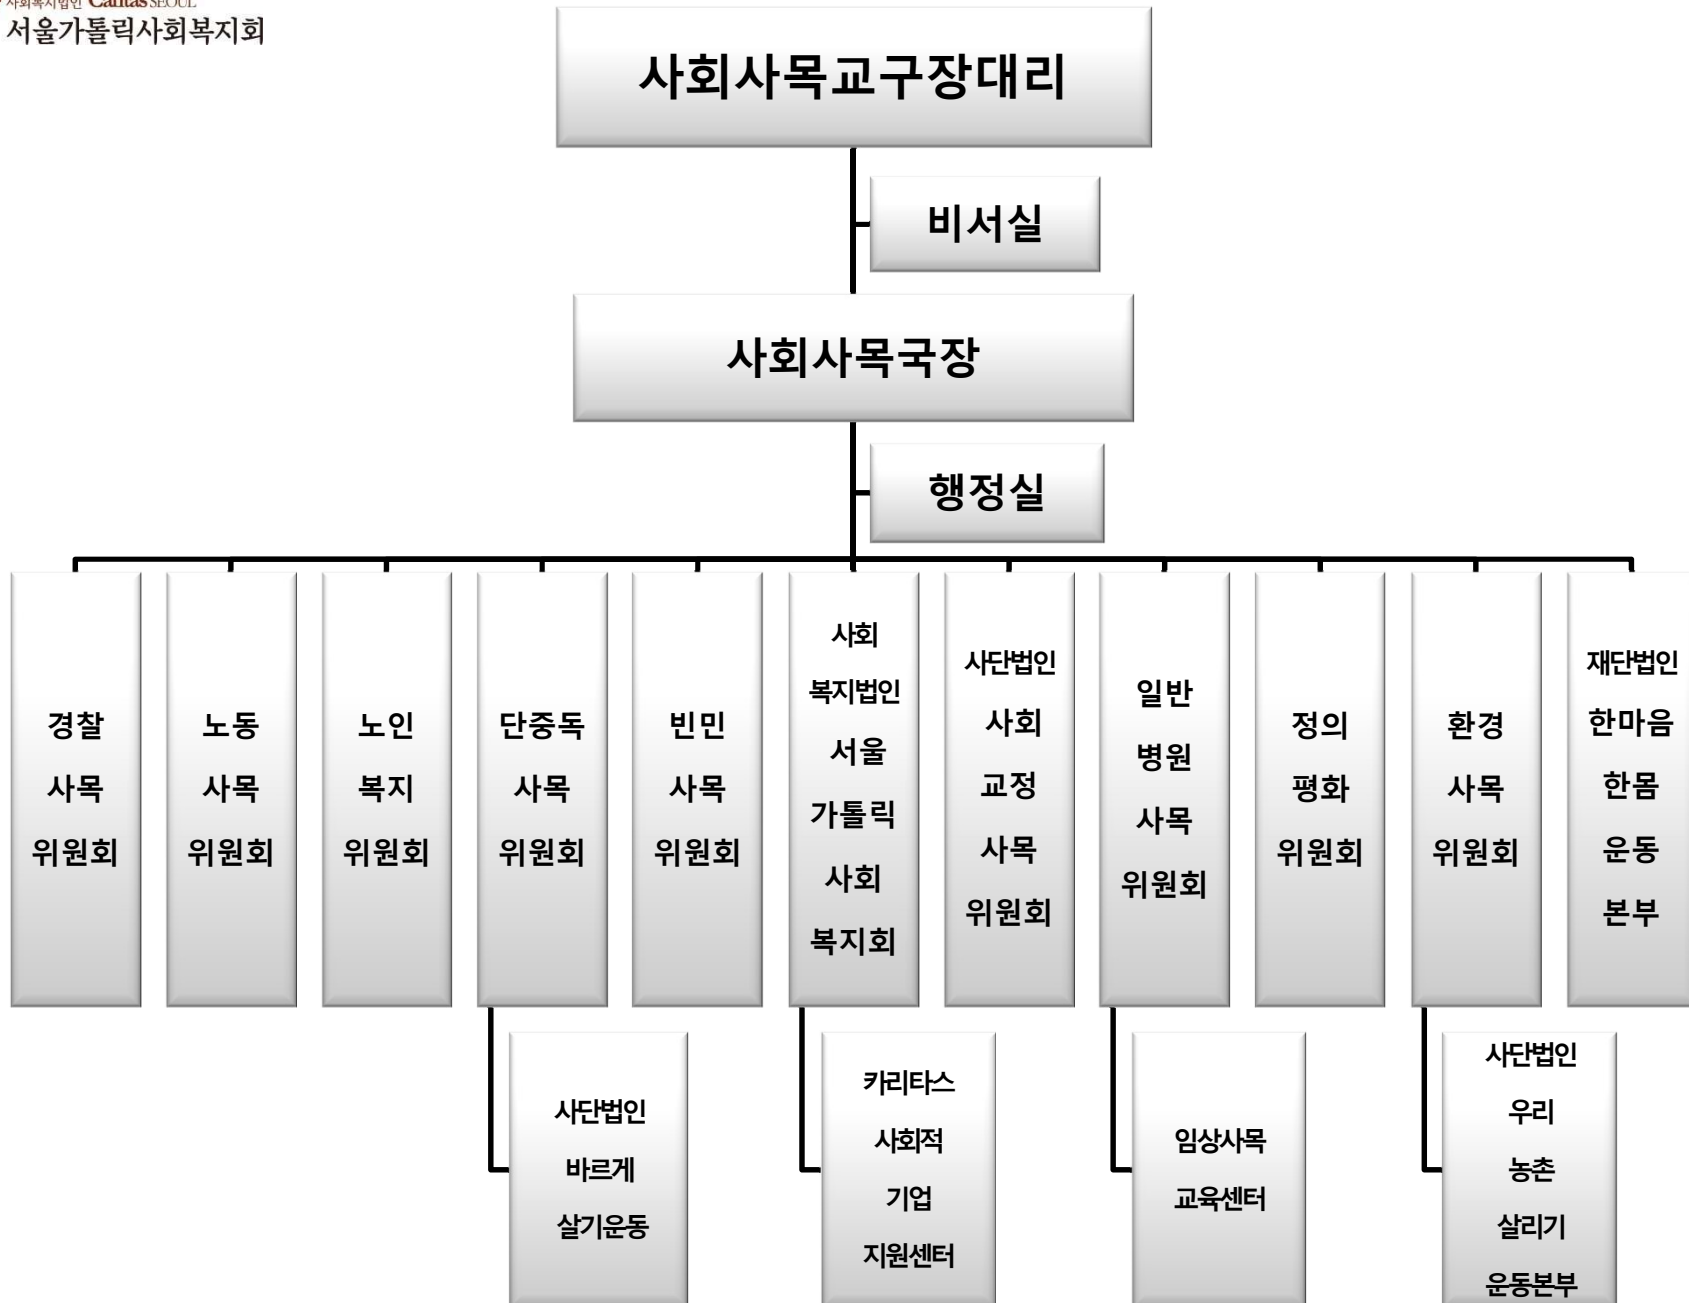 사회복지법인 Caritas SEOUL
서울가톨릭사회복지회
사회사목교구장대리
비서실
사회사목국장
행정실
경찰
사목
위원회
노동
사목
위원회
노인
복지
위원회
단중독
사목
위원회
빈민
사목
위원회
사회
복지법인
서울
가톨릭
사회
복지회
사단법인
사회
교정
사목
위원회
일반
병원
사목
위원회
정의
평화
위원회
환경
사목
위원회
재단법인
한마음
한몸
운동
본부
사단법인
바르게
살기운동
카리타스
사회적
기업
지원센터
임상사목
교육센터
사단법인
우리
농촌
살리기
운동본부